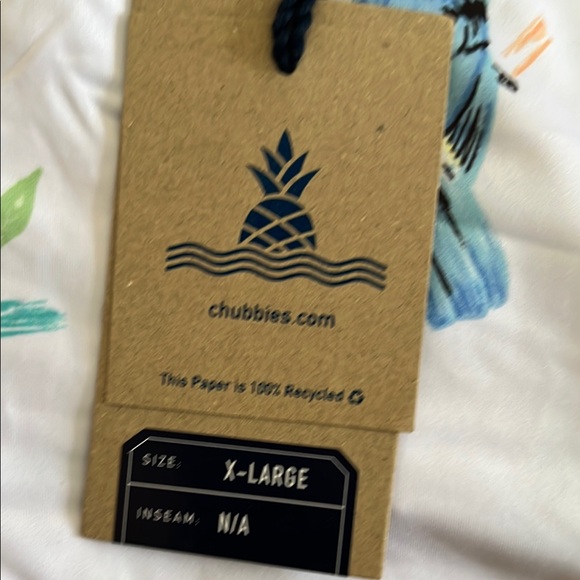 chubbies.com
This Paper is 100% Recycled
SIZE: X-LARGE
INSEAM: N/A